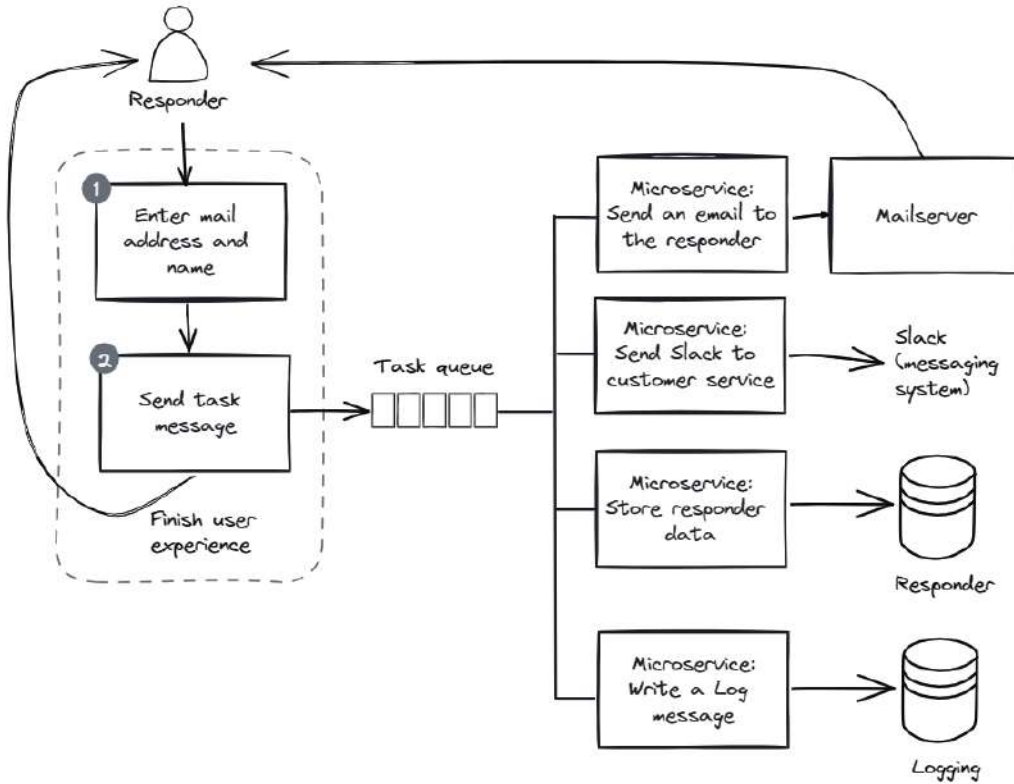 Responder
1
Enter mail
address and
name
2
Send task
message
Finish user
experience
Task queue
Microservice:
Send an email to
the responder
Mailserver
Microservice:
Send Slack to
customer service
Slack
(messaging
system)
Microservice:
Store responder
data
Responder
Microservice:
Write a Log
message
Logging